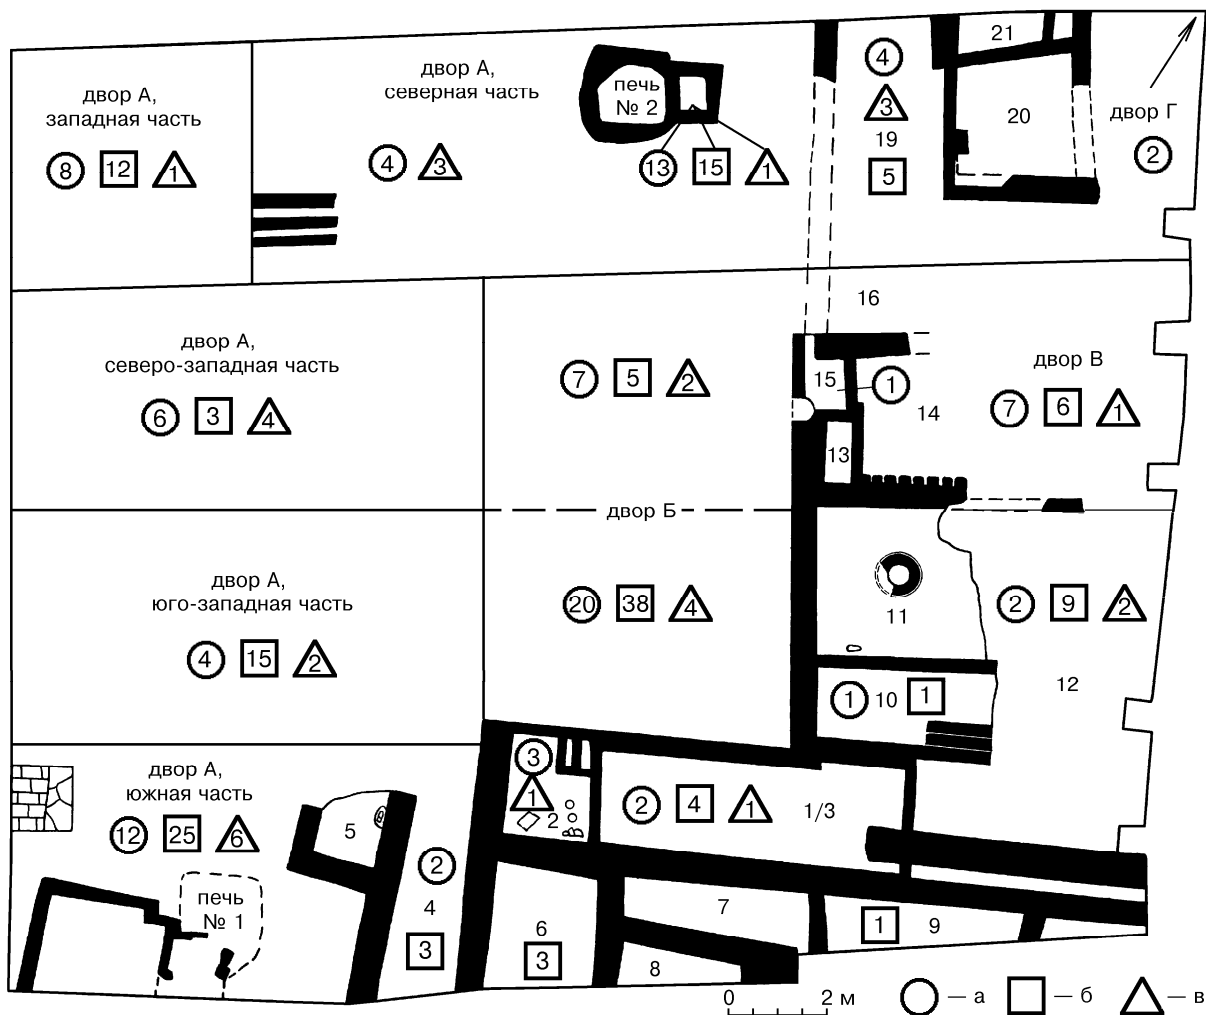 21
двор А,
западная часть
8 12 1
двор А,
северная часть
4 3
печь
№ 2
13 15 1
4
3
19
5
20
двор Г
2
16
двор А,
северо-западная часть
6 3 4
7 5 2
15
1
13
14
двор В
7 6 1
двор Б
двор А,
юго-западная часть
4 15 2
20 38 4
11
2 9 2
12
1 10 1
двор А,
южная часть
12 25 6
печь
№ 1
5
2
4
3
3
1
2
2 4 1
1/3
6
3
7
8
1 9
0 2 м
— а — б — в